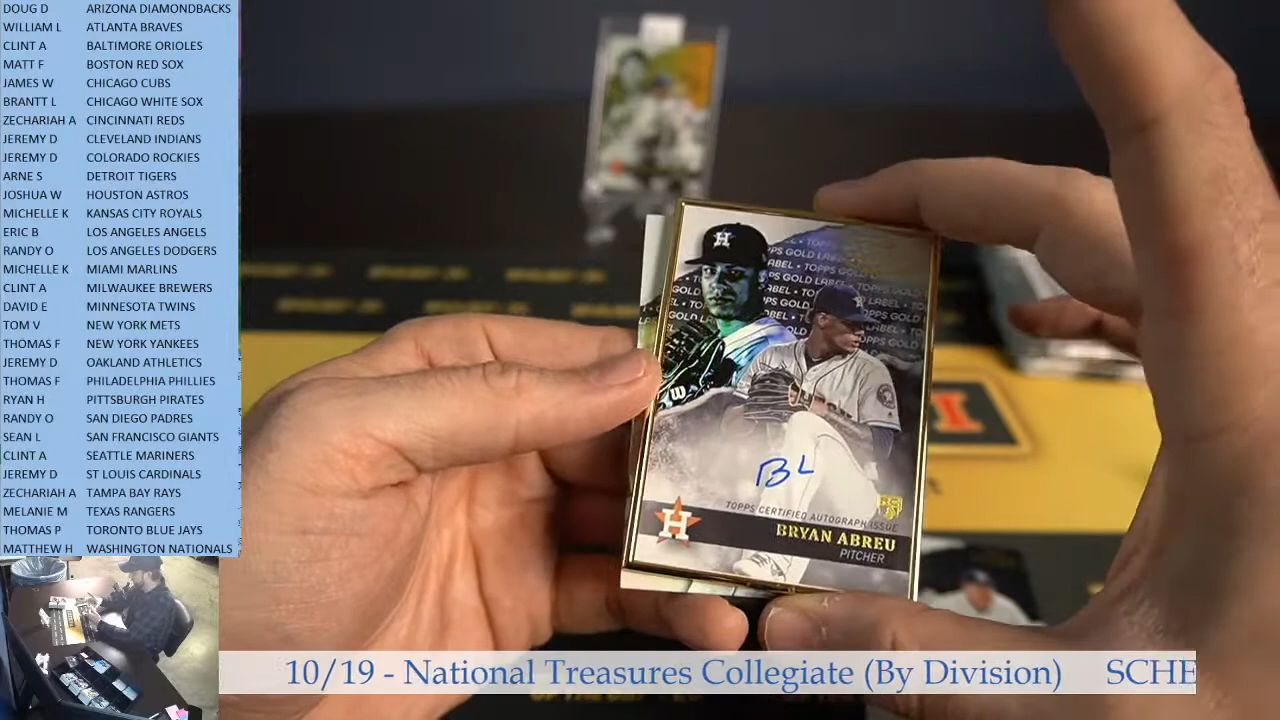 DOUG D ARIZONA DIAMONDBACKS
WILLIAM L ATLANTA BRAVES
CLINT A BALTIMORE ORIOLES
MATT F BOSTON RED SOX
JAMES W CHICAGO CUBS
BRANTT L CHICAGO WHITE SOX
ZECHARIAH A CINCINNATI REDS
JEREMY D CLEVELAND INDIANS
JEREMY D COLORADO ROCKIES
ARNE S DETROIT TIGERS
JOSHUA W HOUSTON ASTROS
MICHELLE K KANSAS CITY ROYALS
ERIC B LOS ANGELES ANGELS
RANDY O LOS ANGELES DODGERS
MICHELLE K MIAMI MARLINS
CLINT A MILWAUKEE BREWERS
DAVID E MINNESOTA TWINS
TOM V NEW YORK METS
THOMAS F NEW YORK YANKEES
JEREMY D OAKLAND ATHLETICS
THOMAS F PHILADELPHIA PHILLIES
RYAN H PITTSBURGH PIRATES
RANDY O SAN DIEGO PADRES
SEAN L SAN FRANCISCO GIANTS
CLINT A SEATTLE MARINERS
JEREMY D ST LOUIS CARDINALS
ZECHARIAH A TAMPA BAY RAYS
MELANIE M TEXAS RANGERS
THOMAS P TORONTO BLUE JAYS
MATTHEW H WASHINGTON NATIONALS
H
TOPPS GOLD LABEL
TOPPS CERTIFIED AUTOGRAPH ISSUE
H
BRYAN ABREU
PITCHER
10/19 - National Treasures Collegiate (By Division) SCHE